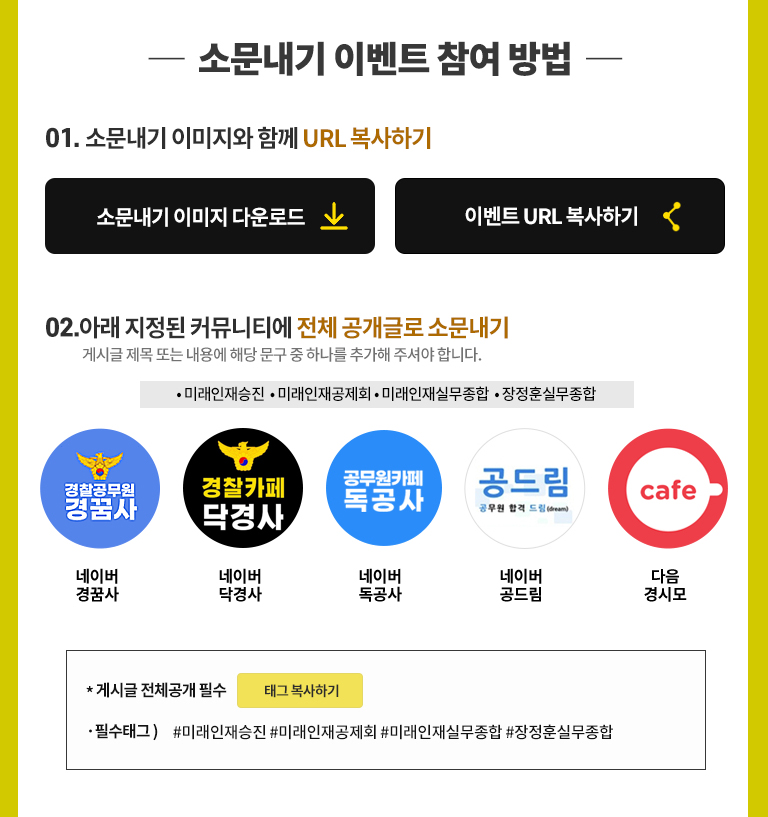 소문내기 이벤트 참여 방법
01. 소문내기 이미지와 함께 URL 복사하기
소문내기 이미지 다운로드
이벤트 URL 복사하기
02.아래 지정된 커뮤니티에 전체 공개글로 소문내기
게시글 제목 또는 내용에 해당 문구 중 하나를 추가해 주셔야 합니다.
• 미래인재승진 • 미래인재공제회 • 미래인재실무종합 • 장정훈실무종합
경찰공무원
경꿈사
경찰카페
닥경사
공무원카페
독공사
공드림
공무원 합격 드림(dream)
cafe
네이버
경꿈사
네이버
닥경사
네이버
독공사
네이버
공드림
다음
경시모
* 게시글 전체공개 필수
태그 복사하기
· 필수태그 ) #미래인재승진 #미래인재공제회 #미래인재실무종합 #장정훈실무종합